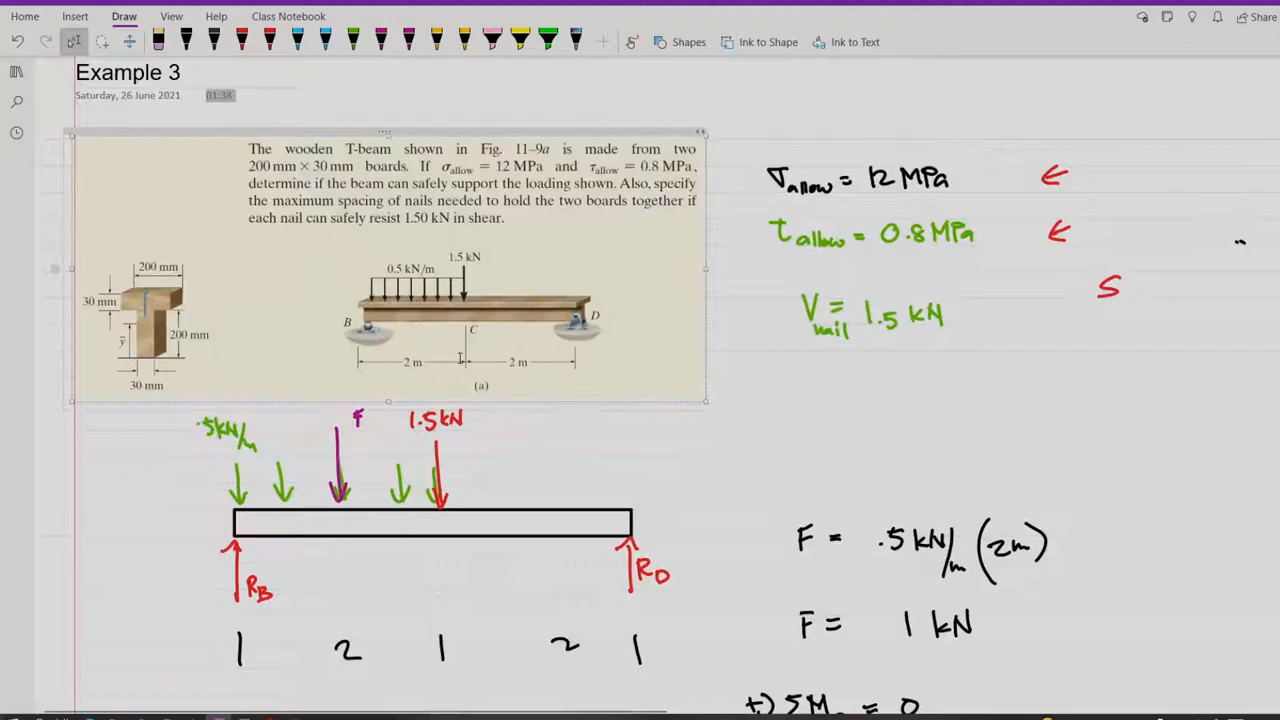 Home Insert Draw View Help Class Notebook
Share
Shapes Ink to Shape Ink to Text
Example 3
Saturday, 26 June 2021 01:38
The wooden T-beam shown in Fig. 11–9a is made from two
200 mm × 30 mm boards. If σallow = 12 MPa and τallow = 0.8 MPa,
determine if the beam can safely support the loading shown. Also, specify
the maximum spacing of nails needed to hold the two boards together if
each nail can safely resist 1.50 kN in shear.
200 mm
30 mm
200 mm
ȳ
30 mm
1.5 kN
0.5 kN/m
B
C
D
2 m
2 m
(a)
σallow = 12 MPa ←
τallow = 0.8 MPa ←
S
Vnail = 1.5 kN
.5kN/m
F
1.5 kN
RB
RD
1 2 1 2 1
F = .5 kN/m (2m)
F = 1 kN
= 0